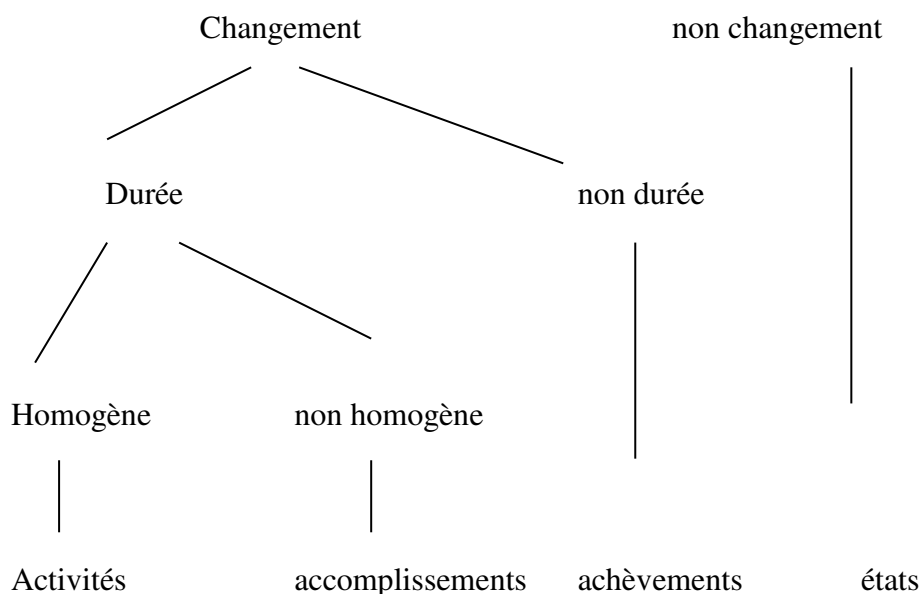 Changement non changement
Durée non durée
Homogène non homogène
Activités accomplissements achèvements états